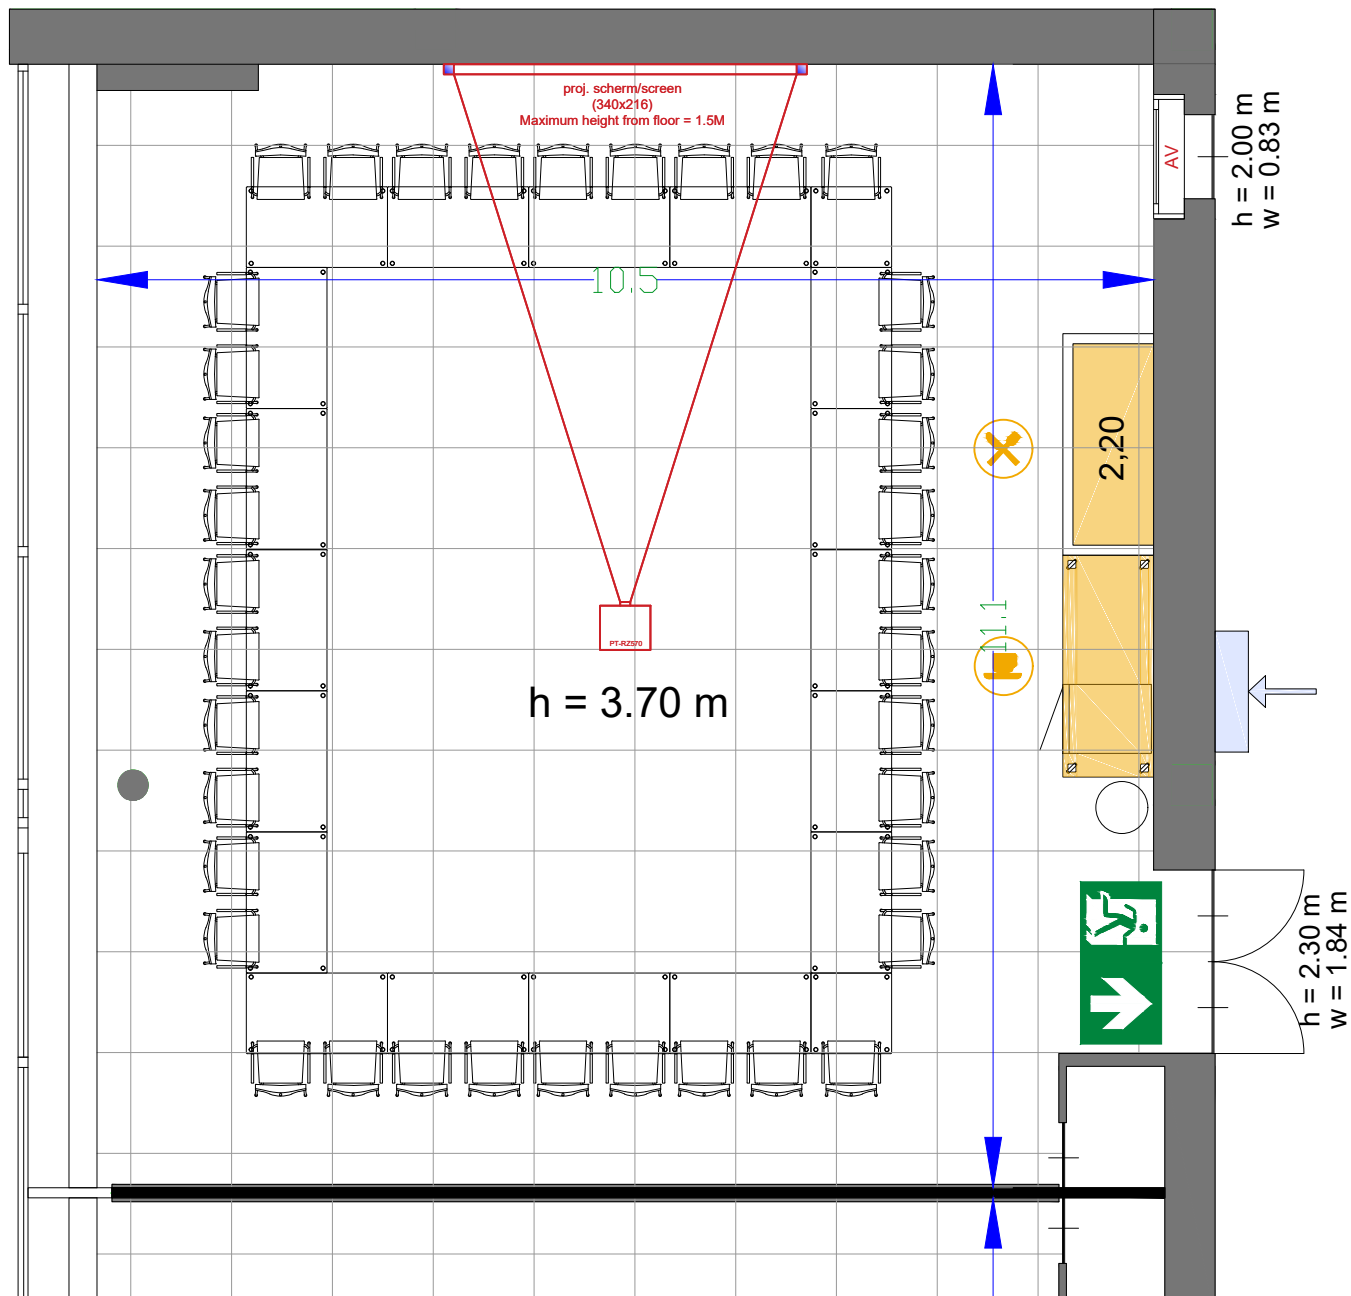 proj. scherm/screen
(340x216)
Maximum height from floor = 1.5M
AV
h = 2.00 m
w = 0.83 m
10.5
2,20
11.1
PT-RZ570
h = 3.70 m
h = 2.30 m
w = 1.84 m